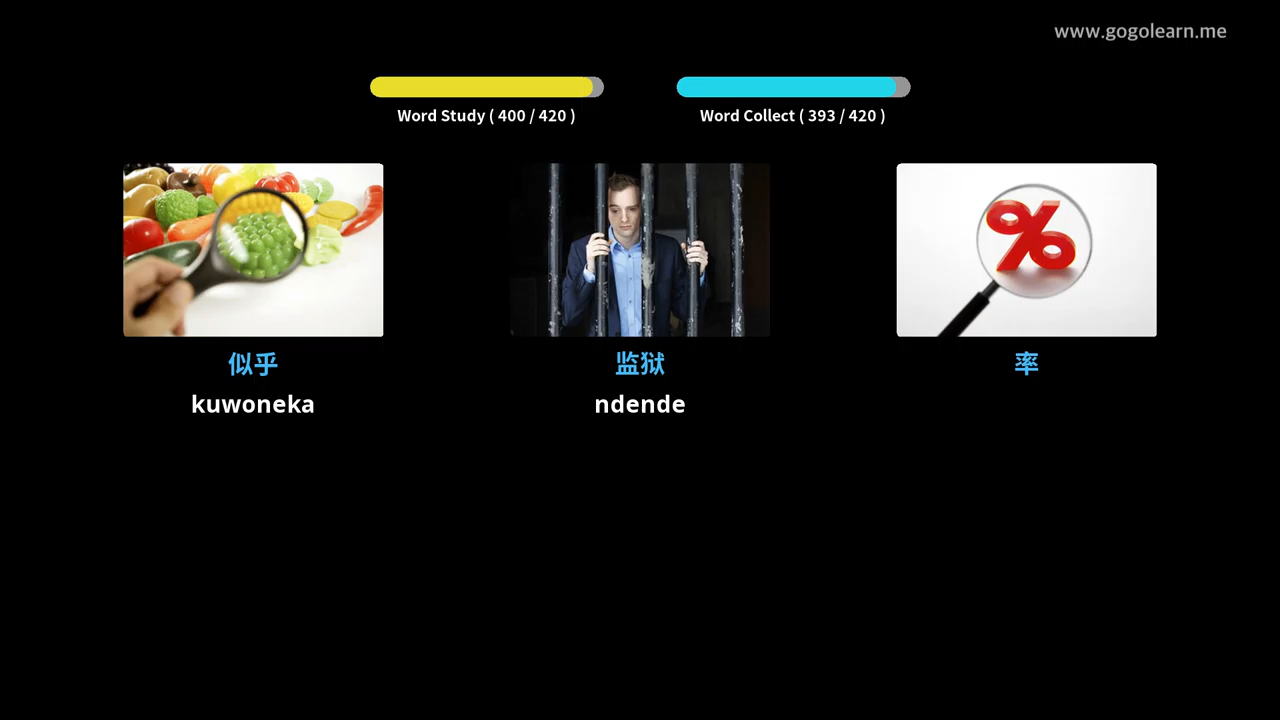 www.gogolearn.me
Word Study ( 400 / 420 )
Word Collect ( 393 / 420 )
似乎
监狱
率
kuwoneka
ndende
%